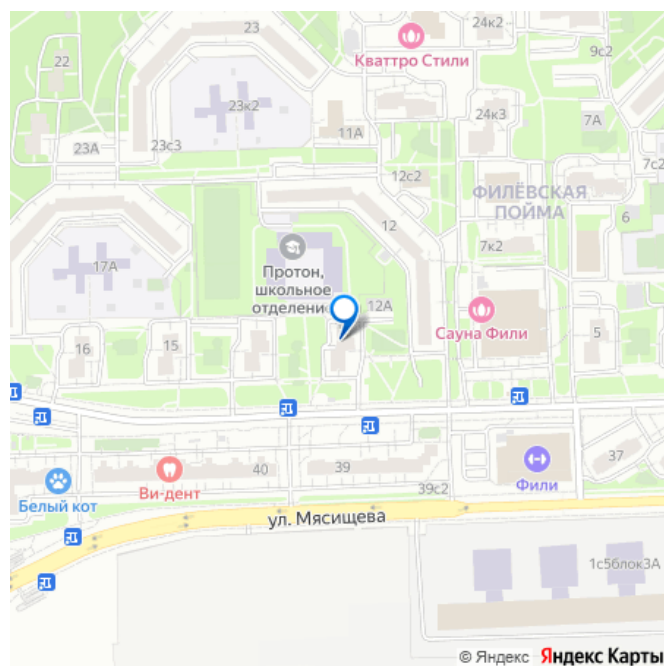 23
24к2
Кваттро Стили
9с2
22
23к2
11А
24к3
7А
23А
23с3
12с2
ФИЛЁВСКАЯ
ПОЙМА
12
6
7к2
17А
Протон,
школьное
отделени
12А
Сауна Фили
5
16
15
40
39
37
Белый кот
Ви-дент
39с2
Фили
ул. Мясищева
1с5блок3А
© Яндекс Яндекс Карты